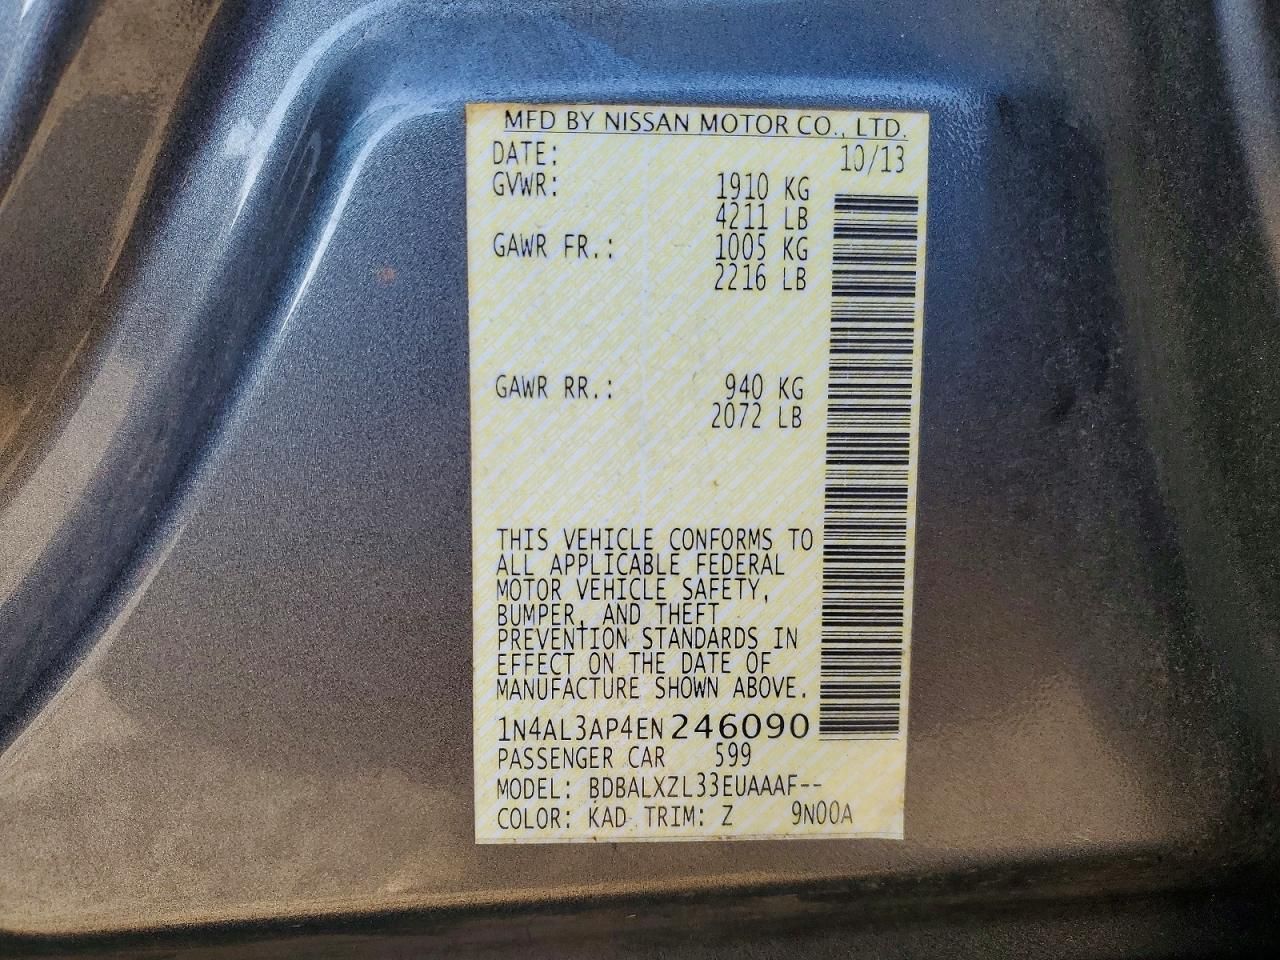 MFD BY NISSAN MOTOR CO., LTD.
DATE: 10/13
GVWR: 1910 KG
4211 LB
GAWR FR.: 1005 KG
2216 LB
GAWR RR.: 940 KG
2072 LB
THIS VEHICLE CONFORMS TO
ALL APPLICABLE FEDERAL
MOTOR VEHICLE SAFETY,
BUMPER, AND THEFT
PREVENTION STANDARDS IN
EFFECT ON THE DATE OF
MANUFACTURE SHOWN ABOVE.
1N4AL3AP4EN246090
PASSENGER CAR 599
MODEL: BDBALXZL33EUAAAF--
COLOR: KAD TRIM: Z 9N00A